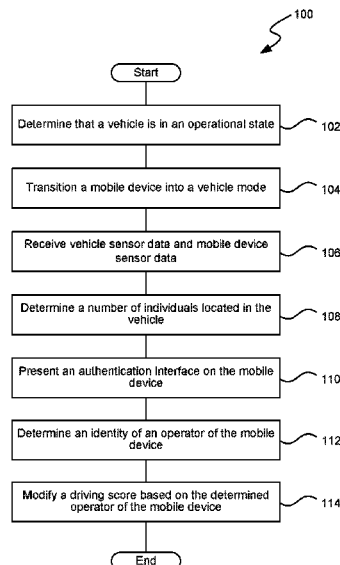 100
Start
Determine that a vehicle is in an operational state
102
Transition a mobile device into a vehicle mode
104
Receive vehicle sensor data and mobile device
sensor data
106
Determine a number of individuals located in the
vehicle
108
Present an authentication Interface on the mobile
device
110
Determine an identity of an operator of the mobile
device
112
Modify a driving score based on the determined
operator of the mobile device
114
End